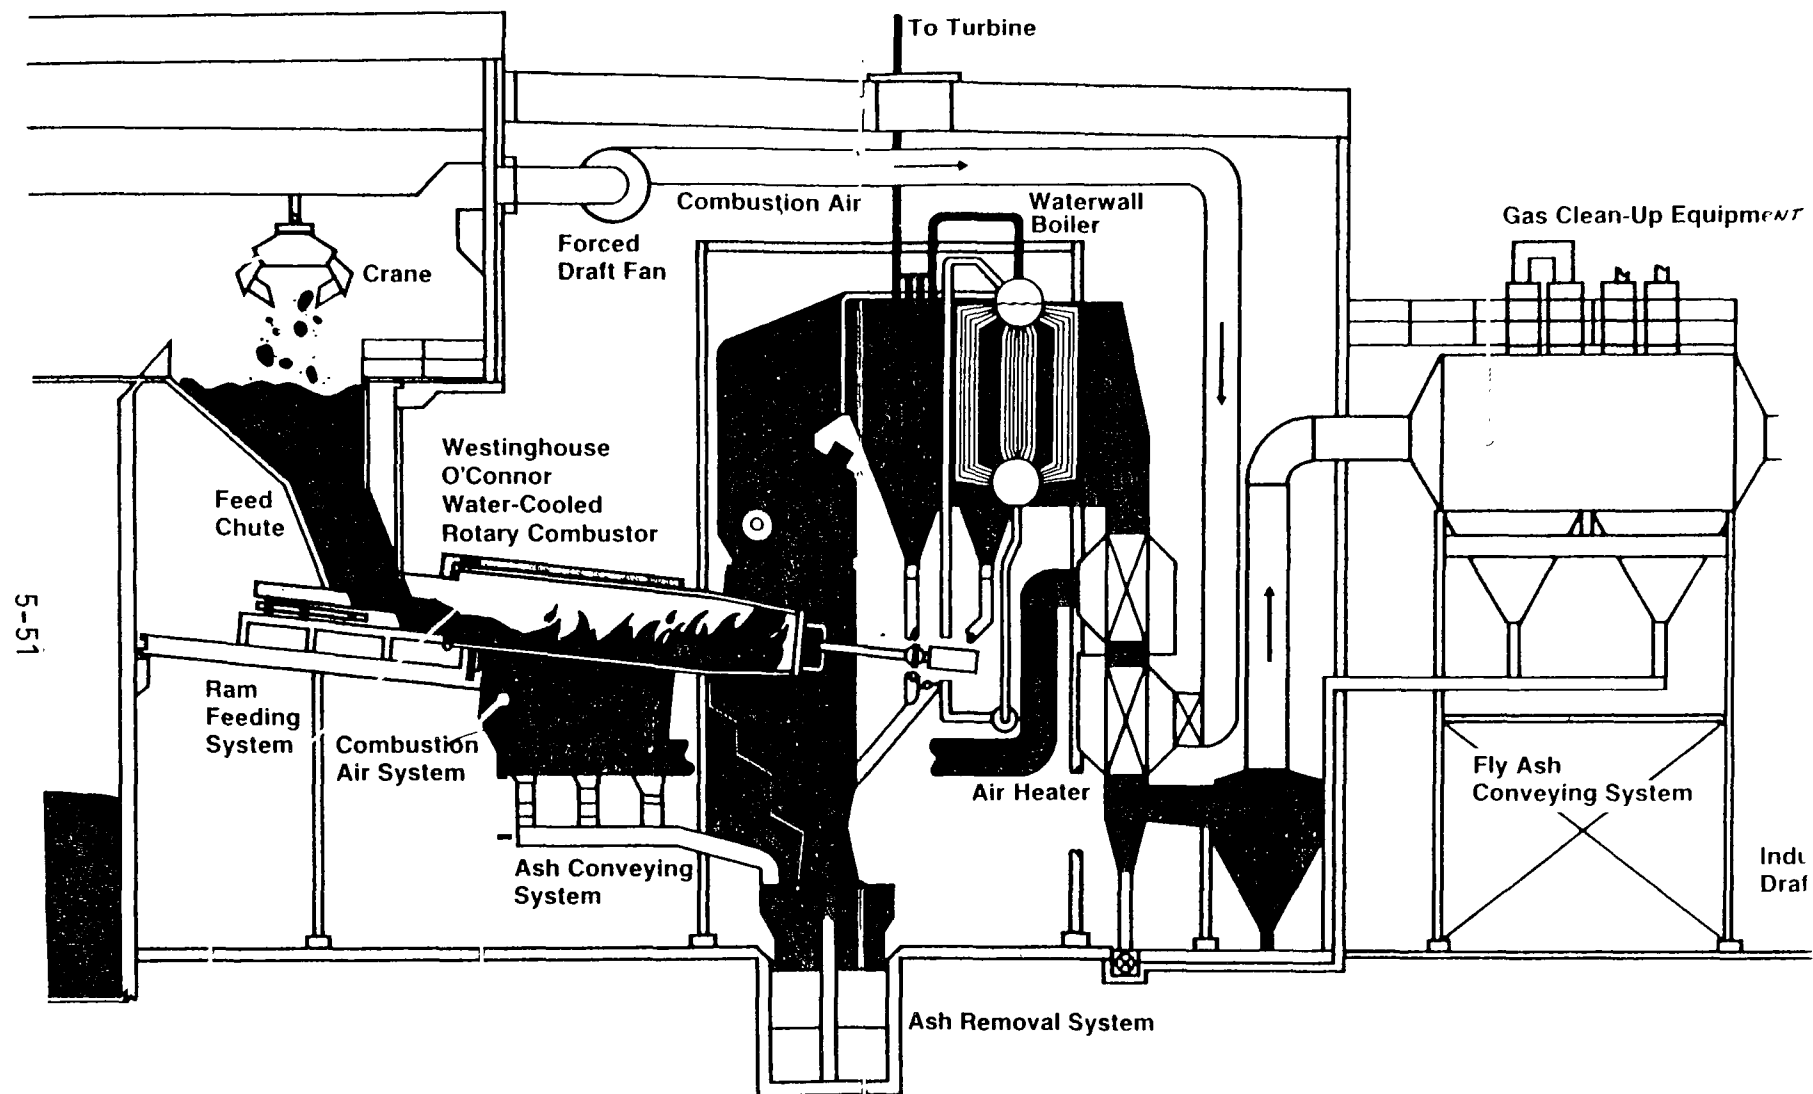 To Turbine
Combustion Air
Waterwall
Boiler
Gas Clean-Up Equipment
Forced
Draft Fan
Crane
Westinghouse
O'Connor
Water-Cooled
Rotary Combustor
Feed
Chute
5-51
Ram
Feeding
System
Combustion
Air System
Air Heater
Fly Ash
Conveying System
Ash Conveying
System
Ash Removal System